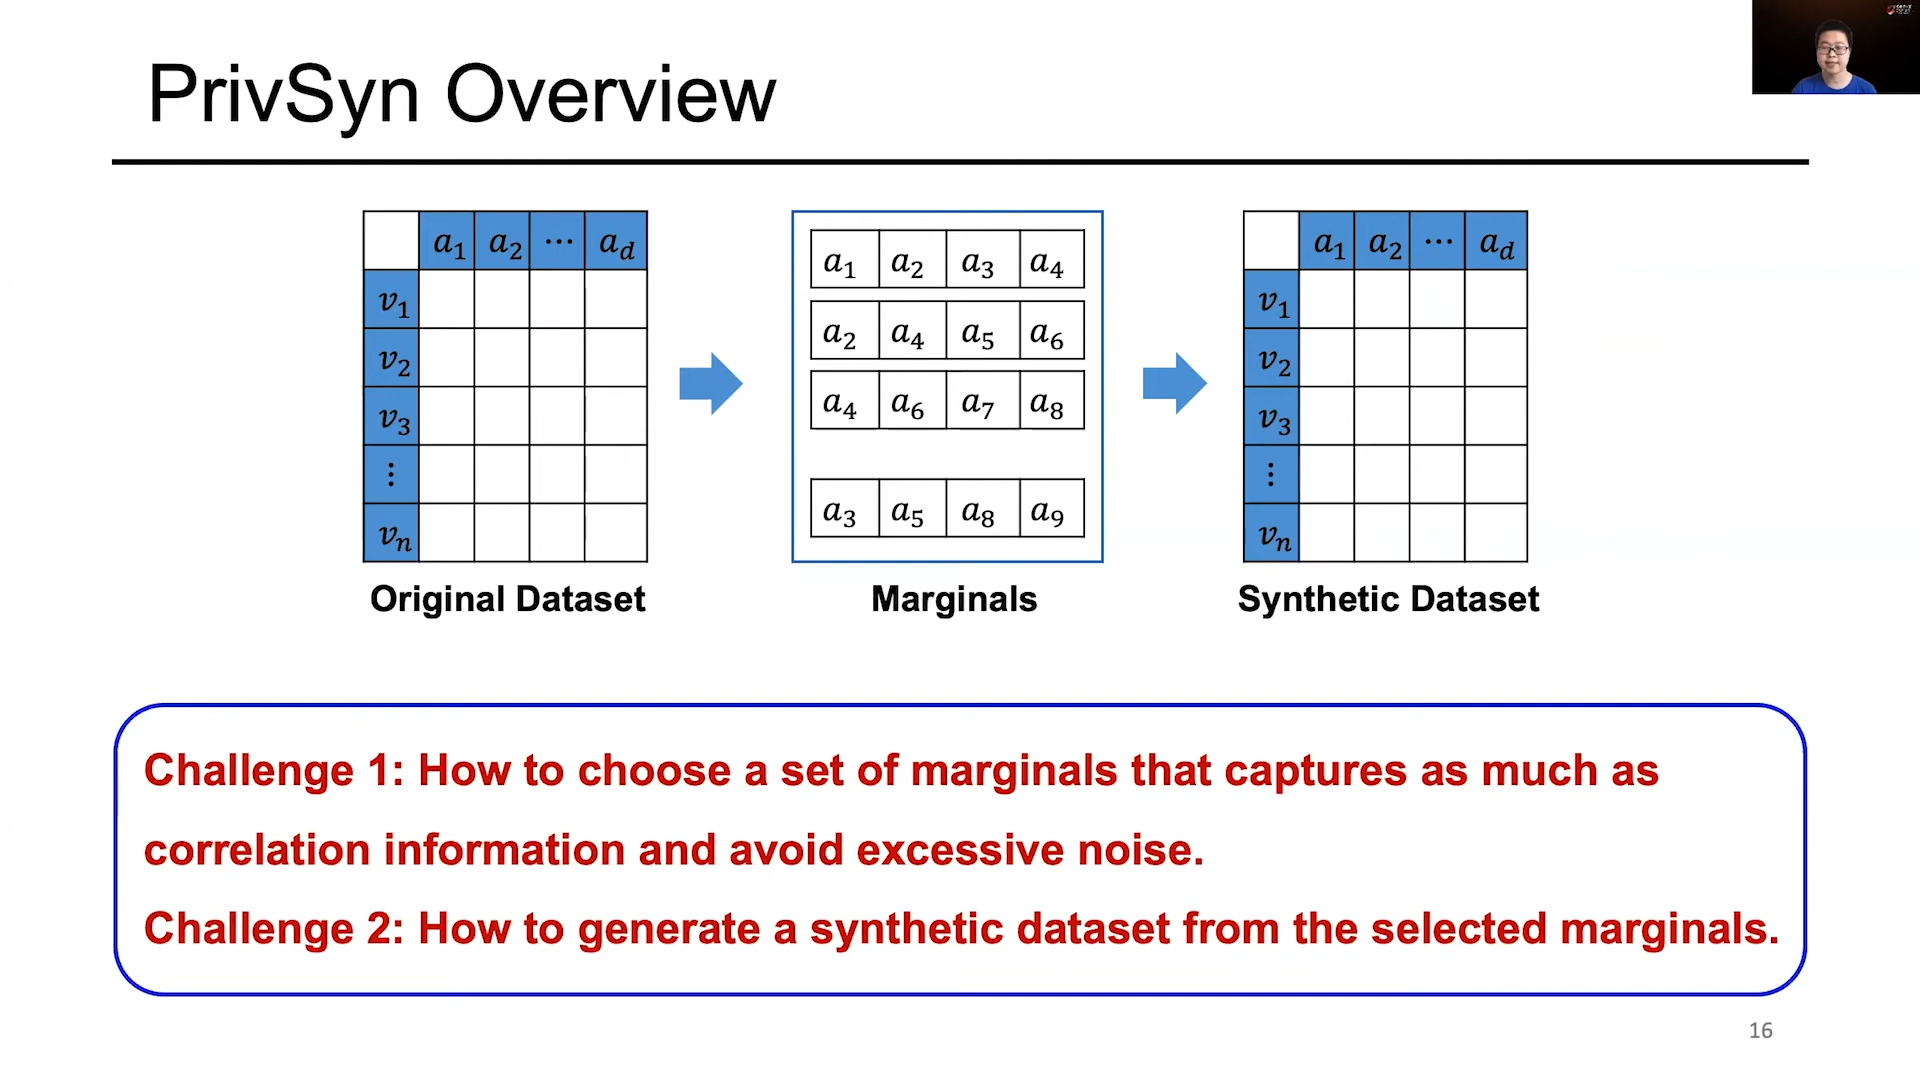 PrivSyn Overview
a1 a2 ⋯ ad
v1
v2
v3
⋮
vn
Original Dataset
a1 a2 a3 a4
a2 a4 a5 a6
a4 a6 a7 a8
a3 a5 a8 a9
Marginals
a1 a2 ⋯ ad
v1
v2
v3
⋮
vn
Synthetic Dataset
Challenge 1: How to choose a set of marginals that captures as much as
correlation information and avoid excessive noise.
Challenge 2: How to generate a synthetic dataset from the selected marginals.
16